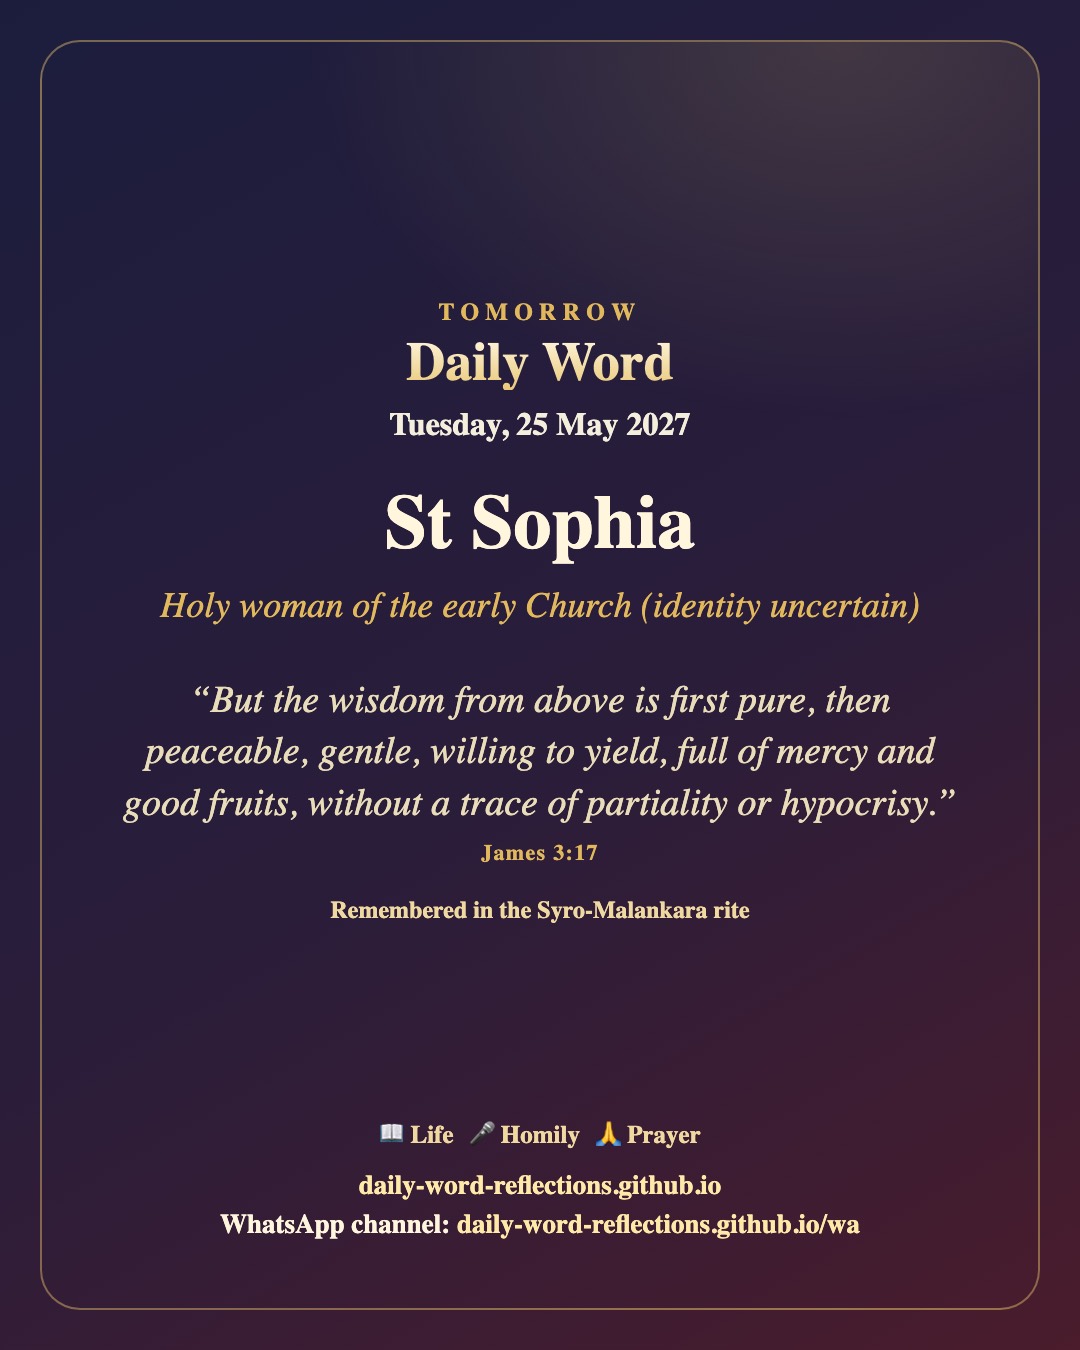 TOMORROW
Daily Word
Tuesday, 25 May 2027
St Sophia
Holy woman of the early Church (identity uncertain)
“But the wisdom from above is first pure, then
peaceable, gentle, willing to yield, full of mercy and
good fruits, without a trace of partiality or hypocrisy.”
James 3:17
Remembered in the Syro-Malankara rite
📖 Life 🎤 Homily 🙏 Prayer
daily-word-reflections.github.io
WhatsApp channel: daily-word-reflections.github.io/wa